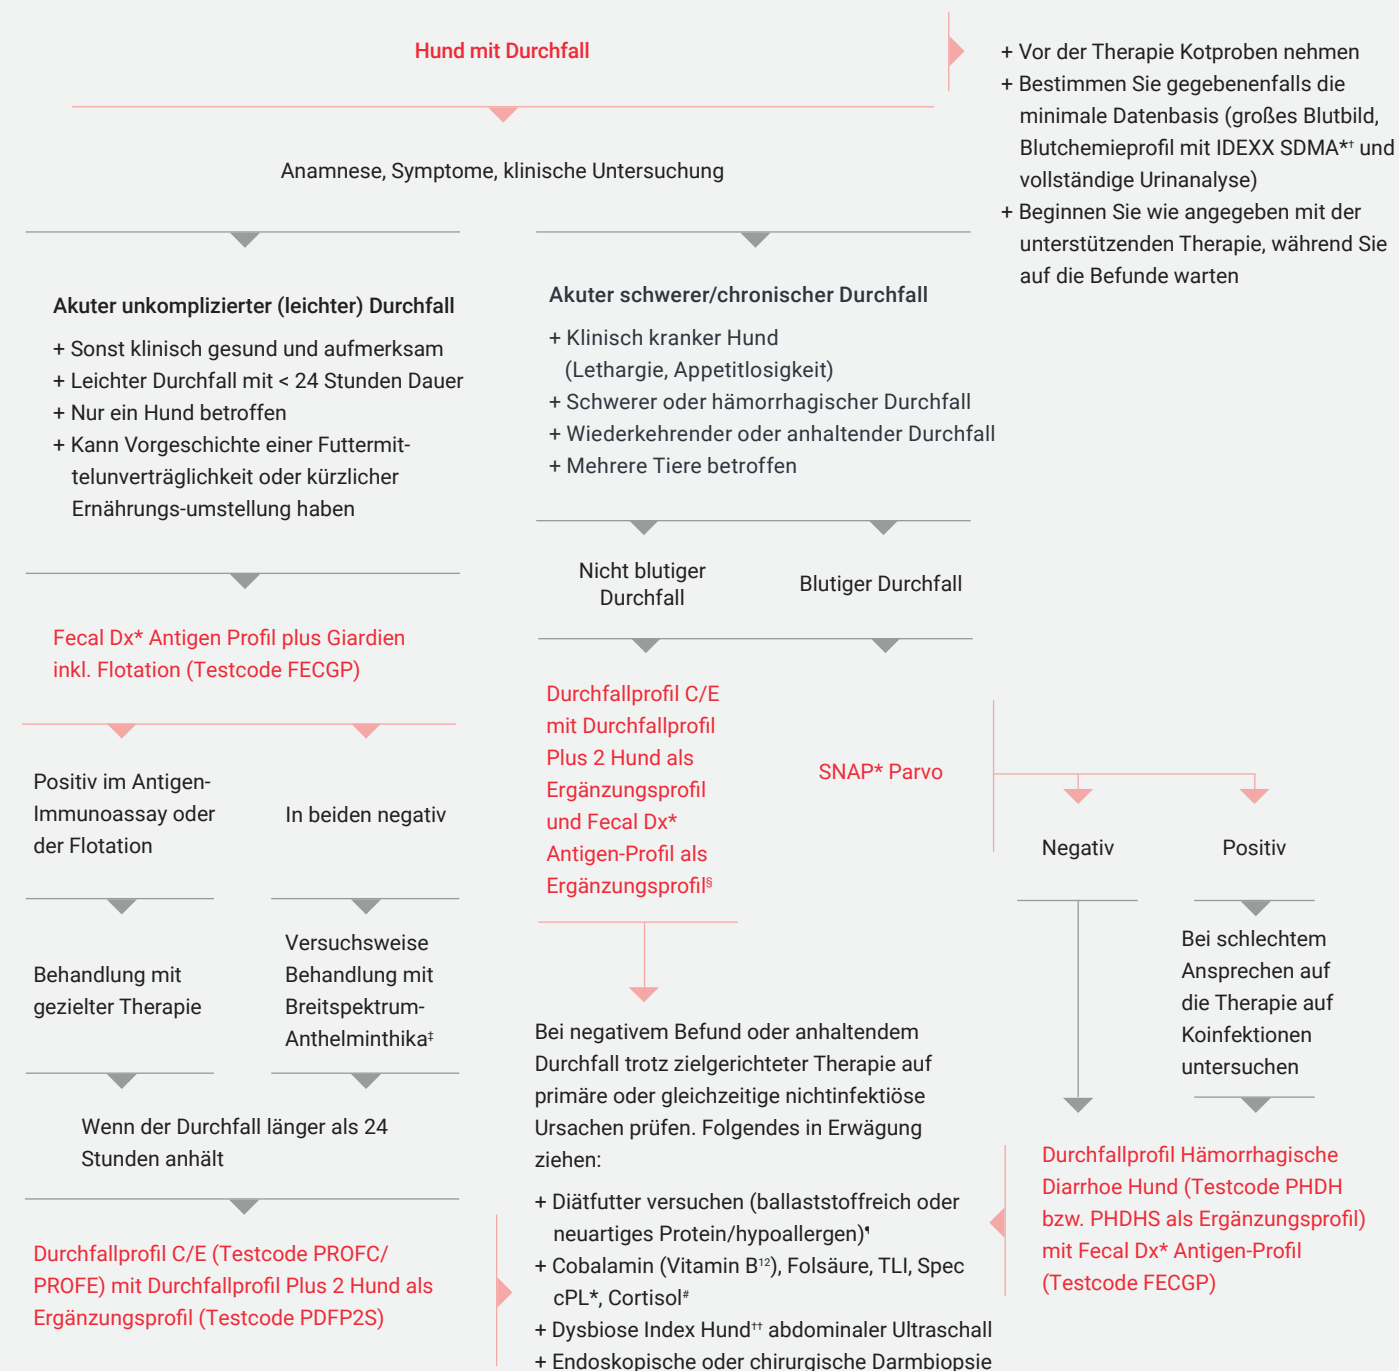 Hund mit Durchfall
+ Vor der Therapie Kotproben nehmen
+ Bestimmen Sie gegebenenfalls die
minimale Datenbasis (großes Blutbild,
Blutchemieprofil mit IDEXX SDMA*† und
vollständige Urinanalyse)
+ Beginnen Sie wie angegeben mit der
unterstützenden Therapie, während Sie
auf die Befunde warten
Anamnese, Symptome, klinische Untersuchung
Akuter unkomplizierter (leichter) Durchfall
+ Sonst klinisch gesund und aufmerksam
+ Leichter Durchfall mit < 24 Stunden Dauer
+ Nur ein Hund betroffen
+ Kann Vorgeschichte einer Futtermit-
telunverträglichkeit oder kürzlicher
Ernährungs-umstellung haben
Akuter schwerer/chronischer Durchfall
+ Klinisch kranker Hund
(Lethargie, Appetitlosigkeit)
+ Schwerer oder hämorrhagischer Durchfall
+ Wiederkehrender oder anhaltender Durchfall
+ Mehrere Tiere betroffen
Nicht blutiger
Durchfall
Blutiger Durchfall
Fecal Dx* Antigen Profil plus Giardien
inkl. Flotation (Testcode FECGP)
Positiv im Antigen-
Immunoassay oder
der Flotation
In beiden negativ
Behandlung mit
gezielter Therapie
Versuchsweise
Behandlung mit
Breitspektrum-
Anthelminthika‡
Wenn der Durchfall länger als 24
Stunden anhält
Durchfallprofil C/E (Testcode PROFC/
PROFE) mit Durchfallprofil Plus 2 Hund als
Ergänzungsprofil (Testcode PDFP2S)
Durchfallprofil C/E
mit Durchfallprofil
Plus 2 Hund als
Ergänzungsprofil
und Fecal Dx*
Antigen-Profil als
Ergänzungsprofil§
SNAP* Parvo
Negativ
Positiv
Bei schlechtem
Ansprechen auf
die Therapie auf
Koinfektionen
untersuchen
Durchfallprofil Hämorrhagische
Diarrhoe Hund (Testcode PHDH
bzw. PHDHS als Ergänzungsprofil)
mit Fecal Dx* Antigen-Profil
(Testcode FECGP)
Bei negativem Befund oder anhaltendem
Durchfall trotz zielgerichteter Therapie auf
primäre oder gleichzeitige nichtinfektiöse
Ursachen prüfen. Folgendes in Erwägung
ziehen:
+ Diätfutter versuchen (ballaststoffreich oder
neuartiges Protein/hypoallergen)¶
+ Cobalamin (Vitamin B¹²), Folsäure, TLI, Spec
cPL*, Cortisol#
+ Dysbiose Index Hund†† abdominaler Ultraschall
+ Endoskopische oder chirurgische Darmbiopsie